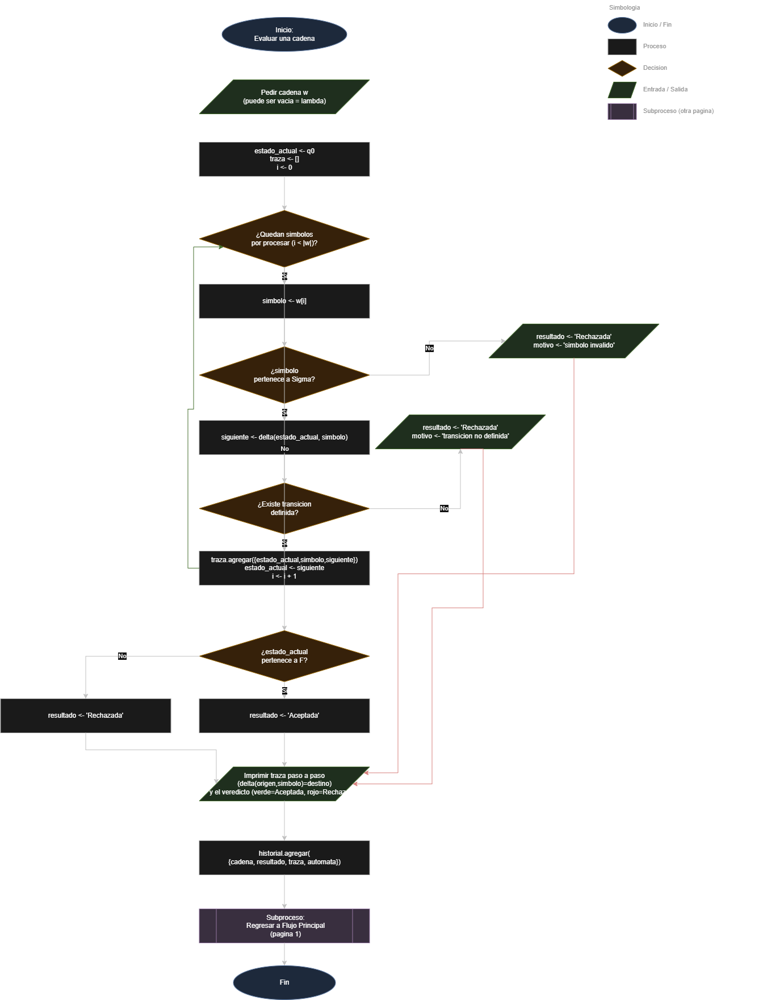 Simbologia
Inicio / Fin
Proceso
Decision
Entrada / Salida
Subproceso (otra pagina)
Inicio:
Evaluar una cadena
Pedir cadena w
(puede ser vacia = lambda)
estado_actual <- q0
traza <- []
i <- 0
¿Quedan simbolos
por procesar (i < |w|)?
Si
simbolo <- w[i]
¿simbolo
pertenece a Sigma?
No
resultado <- 'Rechazada'
motivo <- 'simbolo invalido'
Si
siguiente <- delta(estado_actual, simbolo)
No
resultado <- 'Rechazada'
motivo <- 'transicion no definida'
¿Existe transicion
definida?
No
Si
traza.agregar({estado_actual,simbolo,siguiente})
estado_actual <- siguiente
i <- i + 1
¿estado_actual
pertenece a F?
No
Si
resultado <- 'Rechazada'
resultado <- 'Aceptada'
Imprimir traza paso a paso
(delta(origen,simbolo)=destino)
y el veredicto (verde=Aceptada, rojo=Rechaz
historial.agregar(
{cadena, resultado, traza, automata})
Subproceso:
Regresar a Flujo Principal
(pagina 1)
Fin